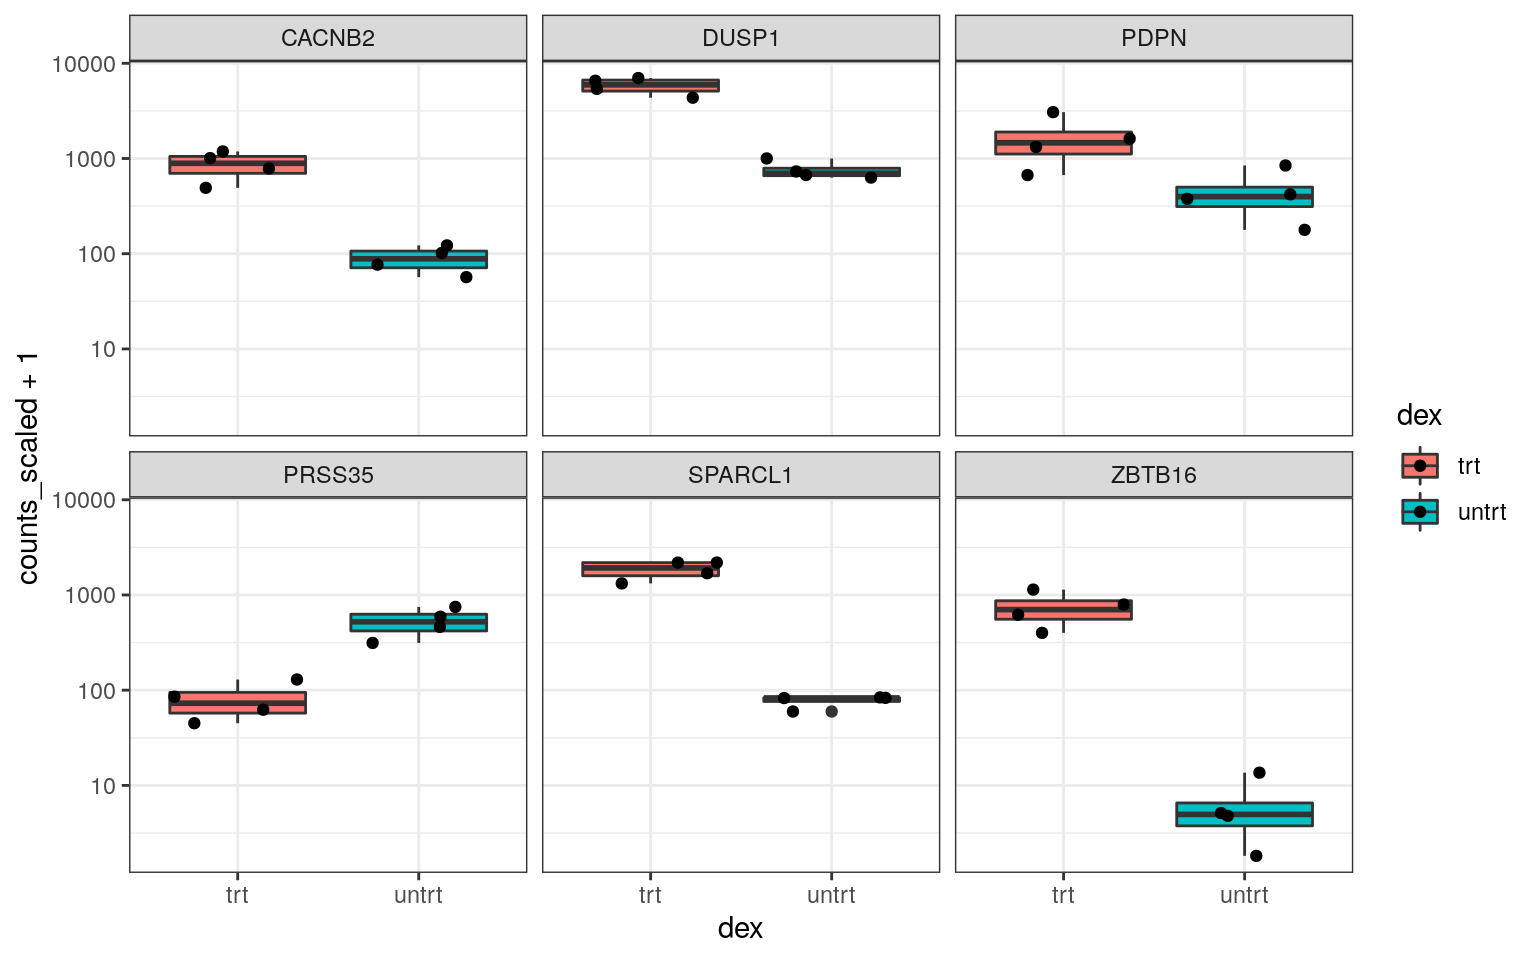 CACNB2 DUSP1 PDPN
10000
1000
100
10
PRSS35 SPARCL1 ZBTB16
10000
1000
100
10
counts_scaled + 1
trt untrt trt untrt trt untrt
dex
dex
trt
untrt